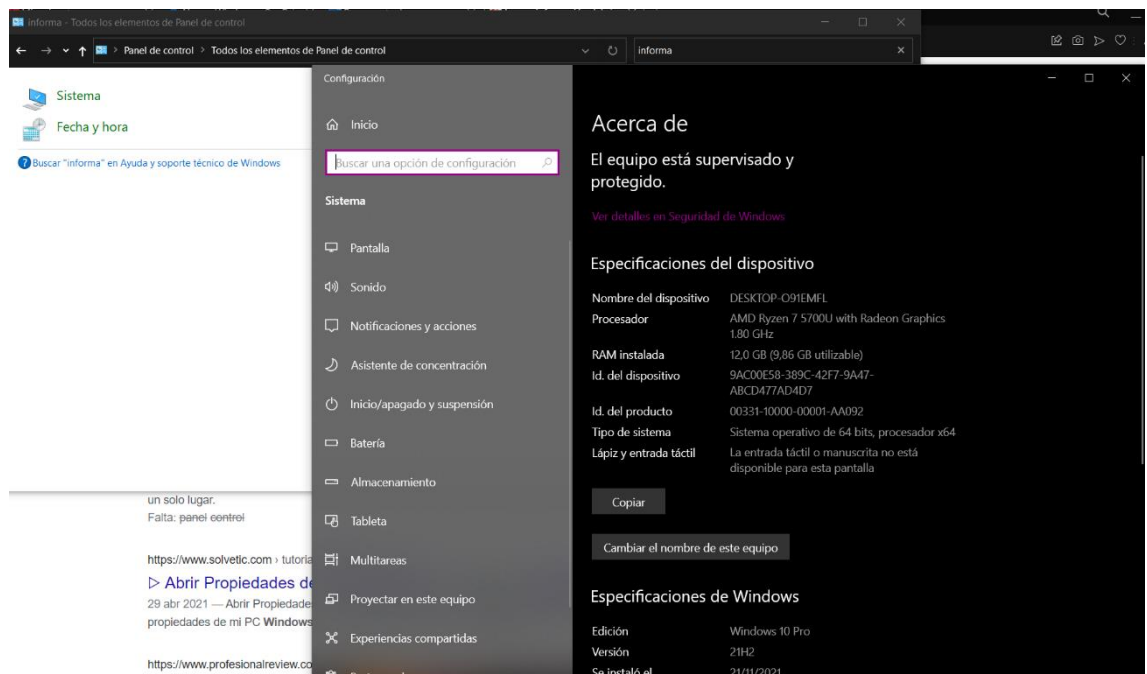 informa - Todos los elementos de Panel de control
Panel de control > Todos los elementos de Panel de control
informa
Sistema
Fecha y hora
Buscar "informa" en Ayuda y soporte técnico de Windows
un solo lugar.
Falta: panel control
https://www.solvetic.com › tutoria
▷ Abrir Propiedades de
29 abr 2021 — Abrir Propiedade
propiedades de mi PC Windows
https://www.profesionalreview.co
Configuración
Inicio
Buscar una opción de configuración
Sistema
Pantalla
Sonido
Notificaciones y acciones
Asistente de concentración
Inicio/apagado y suspensión
Batería
Almacenamiento
Tableta
Multitareas
Proyectar en este equipo
Experiencias compartidas
Acerca de
El equipo está supervisado y
protegido.
Ver detalles en Seguridad de Windows
Especificaciones del dispositivo
Nombre del dispositivo DESKTOP-O91EMFL
Procesador AMD Ryzen 7 5700U with Radeon Graphics
1.80 GHz
RAM instalada 12,0 GB (9,86 GB utilizable)
Id. del dispositivo 9AC00E58-389C-42F7-9A47-
ABCD477AD4D7
Id. del producto 00331-10000-00001-AA092
Tipo de sistema Sistema operativo de 64 bits, procesador x64
Lápiz y entrada táctil La entrada táctil o manuscrita no está
disponible para esta pantalla
Copiar
Cambiar el nombre de este equipo
Especificaciones de Windows
Edición Windows 10 Pro
Versión 21H2
Se instaló el 21/11/2021